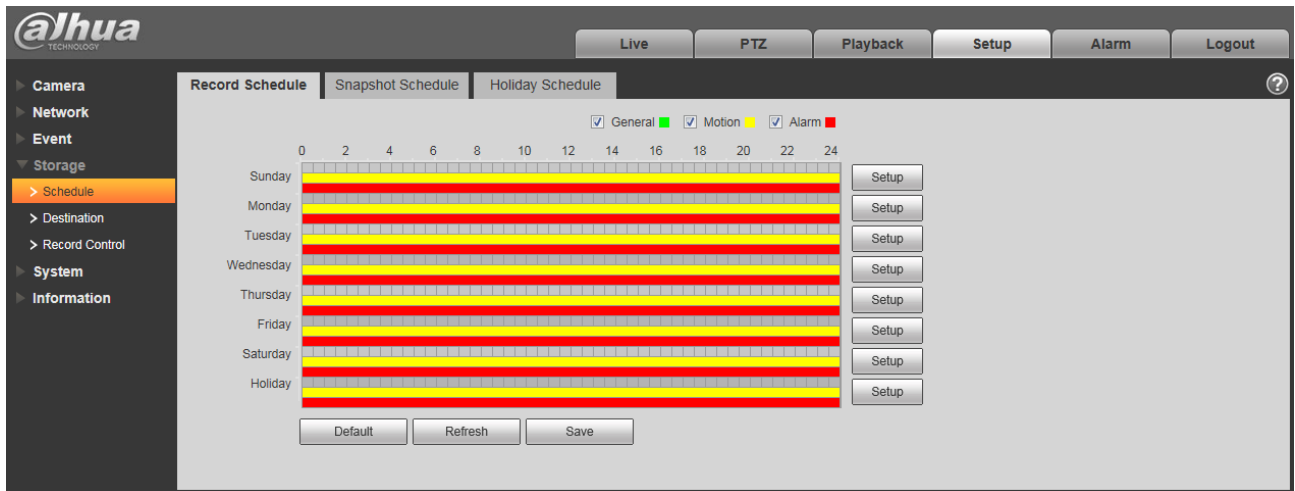 alhua
TECHNOLOGY
Live PTZ Playback Setup Alarm Logout
Camera
Network
Event
Storage
Schedule
Destination
Record Control
System
Information
Record Schedule Snapshot Schedule Holiday Schedule ?
General Motion Alarm
0 2 4 6 8 10 12 14 16 18 20 22 24
Sunday Setup
Monday Setup
Tuesday Setup
Wednesday Setup
Thursday Setup
Friday Setup
Saturday Setup
Holiday Setup
Default Refresh Save